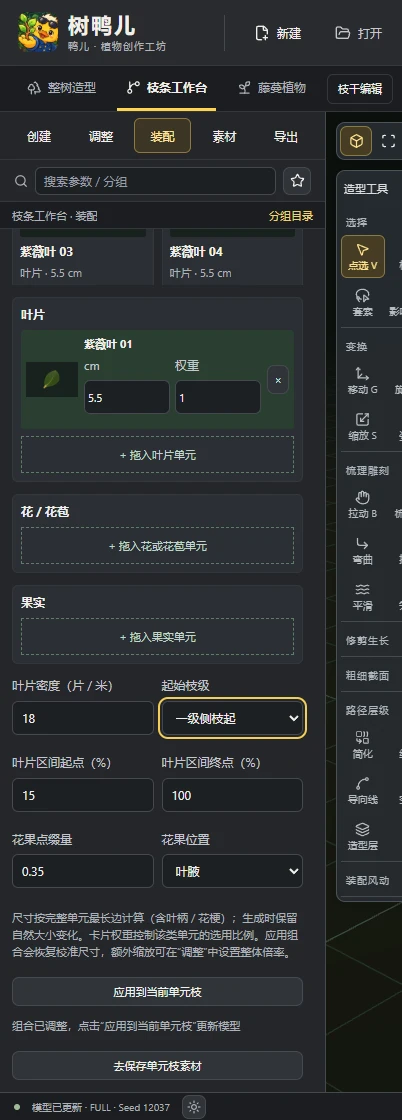 树鸭儿
鸭儿 · 植物创作工坊
新建
打开
整树造型
枝条工作台
藤蔓植物
枝干编辑
创建
调整
装配
素材
导出
搜索参数 / 分组
枝条工作台 · 装配
分组目录
紫薇叶 03
叶片 · 5.5 cm
紫薇叶 04
叶片 · 5.5 cm
叶片
紫薇叶 01
cm
权重
5.5
1
×
+ 拖入叶片单元
花 / 花苞
+ 拖入花或花苞单元
果实
+ 拖入果实单元
叶片密度（片 / 米）
起始枝级
18
一级侧枝起
叶片区间起点（%）
叶片区间终点（%）
15
100
花果点缀量
花果位置
0.35
叶腋
尺寸按完整单元最长边计算（含叶柄 / 花梗）；生成时保留
自然大小变化。卡片权重控制该类单元的选用比例。应用组
合会恢复校准尺寸，额外缩放可在“调整”中设置整体倍率。
应用到当前单元枝
组合已调整，点击“应用到当前单元枝”更新模型
去保存单元枝素材
模型已更新 · FULL · Seed 12037
造型工具
选择
点选 V
套索
变换
移动 G
缩放 S
梳理雕刻
拉动 B
弯曲
平滑
修剪生长
粗细截面
路径层级
简化
导向线
造型层
装配风动